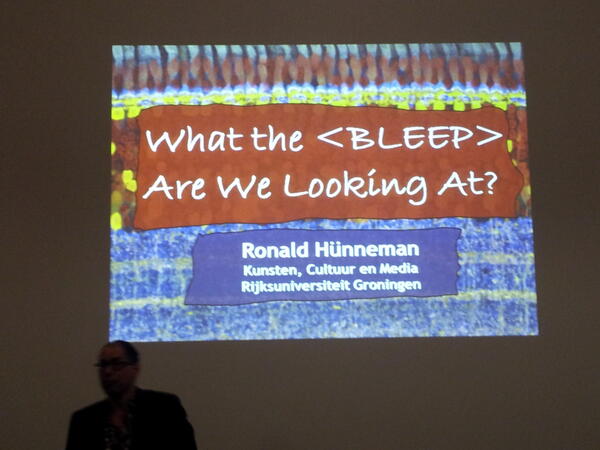 What the <BLEEP>
Are We Looking At?
Ronald Hünneman
Kunsten, Cultuur en Media
Rijksuniversiteit Groningen